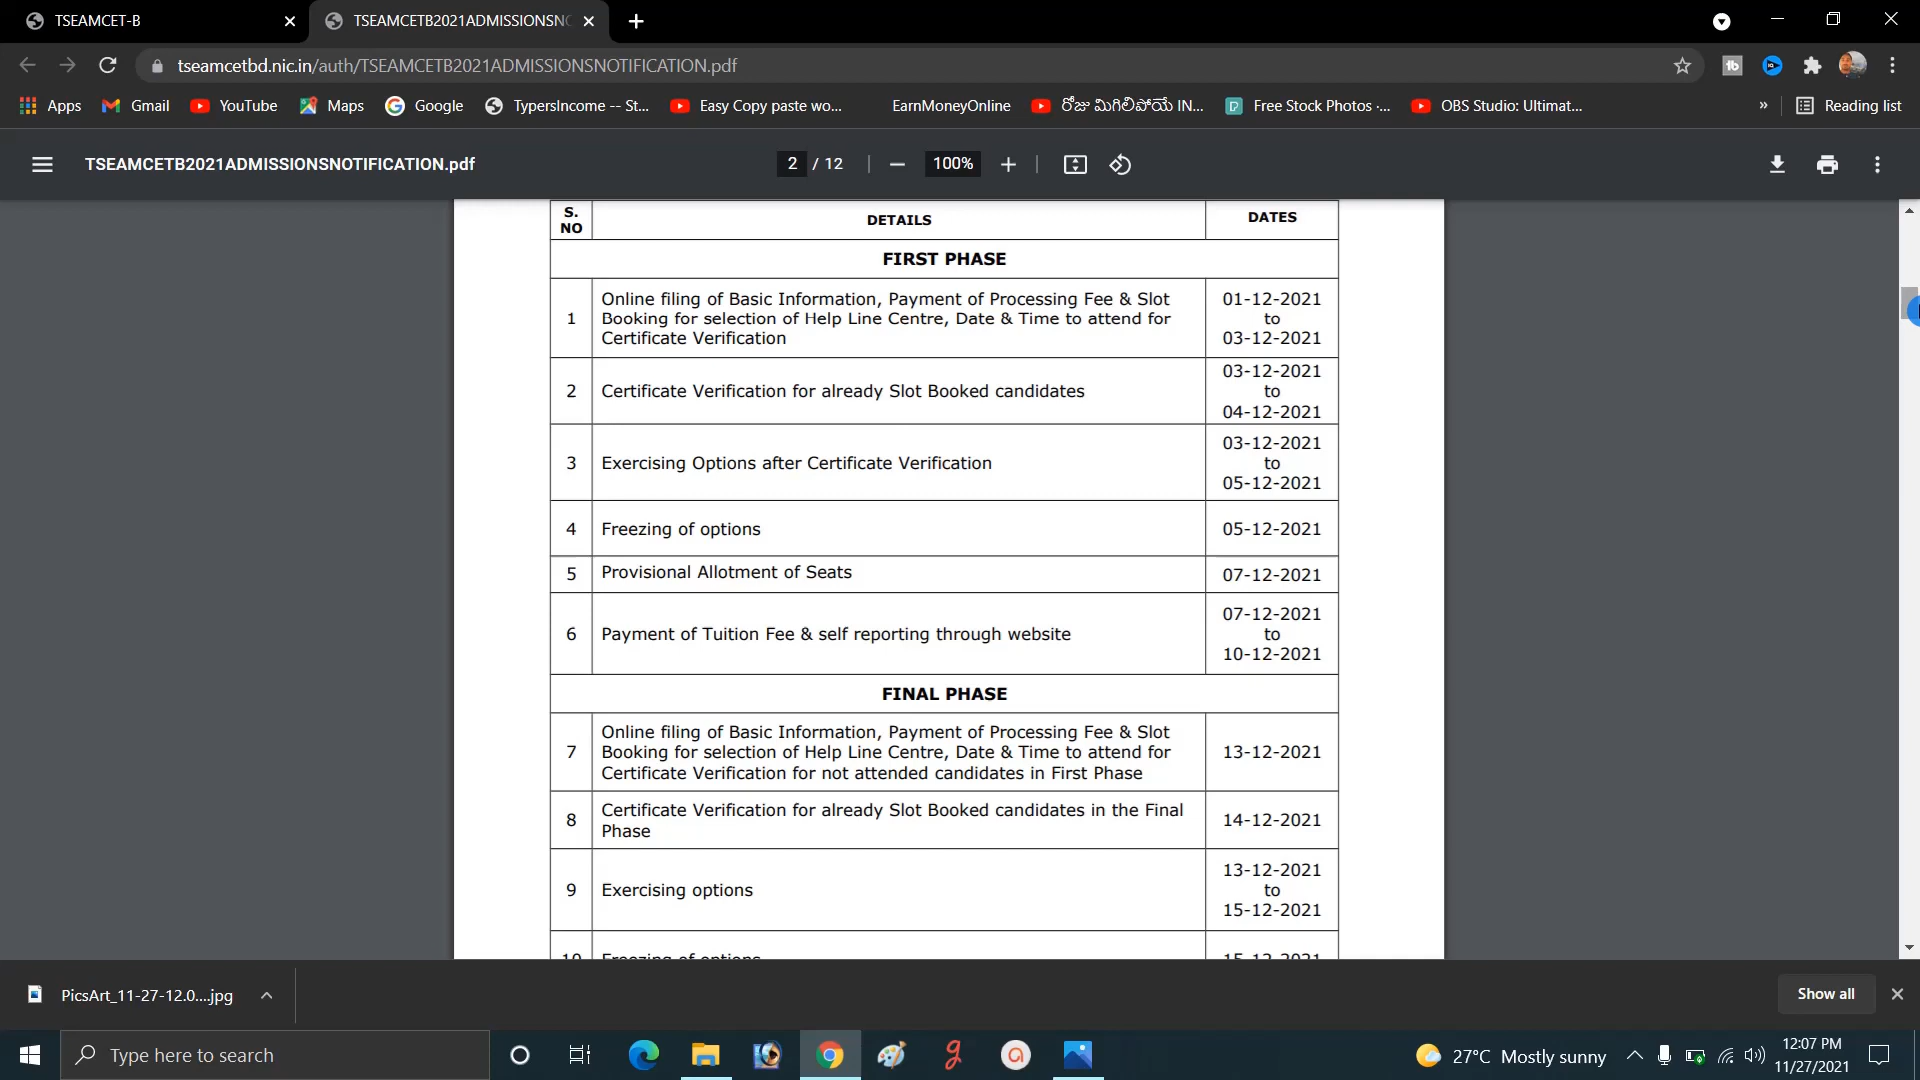 TSEAMCET-B
TSEAMCETB2021ADMISSIONSNO
tseamcetbd.nic.in/auth/TSEAMCETB2021ADMISSIONSNOTIFICATION.pdf
Apps Gmail YouTube Maps Google TypersIncome -- St... Easy Copy paste wo... EarnMoneyOnline రోజు మిగిలిపోయే IN... Free Stock Photos ·... OBS Studio: Ultimat... » Reading list
TSEAMCETB2021ADMISSIONSNOTIFICATION.pdf 2 / 12 100%
S. NO DETAILS DATES
FIRST PHASE
1 Online filing of Basic Information, Payment of Processing Fee & Slot 01-12-2021
Booking for selection of Help Line Centre, Date & Time to attend for to
Certificate Verification 03-12-2021
2 Certificate Verification for already Slot Booked candidates 03-12-2021
to
04-12-2021
3 Exercising Options after Certificate Verification 03-12-2021
to
05-12-2021
4 Freezing of options 05-12-2021
5 Provisional Allotment of Seats 07-12-2021
6 Payment of Tuition Fee & self reporting through website 07-12-2021
to
10-12-2021
FINAL PHASE
7 Online filing of Basic Information, Payment of Processing Fee & Slot
Booking for selection of Help Line Centre, Date & Time to attend for 13-12-2021
Certificate Verification for not attended candidates in First Phase
8 Certificate Verification for already Slot Booked candidates in the Final 14-12-2021
Phase
9 Exercising options 13-12-2021
to
15-12-2021
10 Freezing of options 15-12-2021
PicsArt_11-27-12.0....jpg Show all
Type here to search 27°C Mostly sunny 12:07 PM
11/27/2021